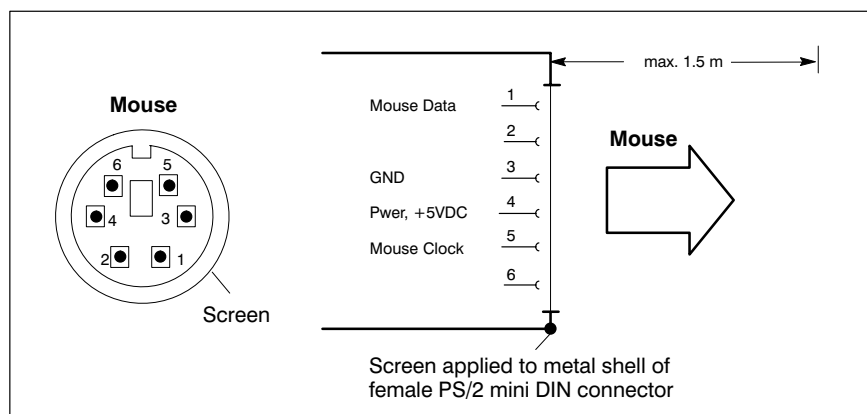 max. 1.5 m
Mouse
6
5
4
3
2
1
Screen
Mouse Data
1
2
GND
3
Pwer, +5VDC
4
Mouse Clock
5
6
Mouse
Screen applied to metal shell of
female PS/2 mini DIN connector